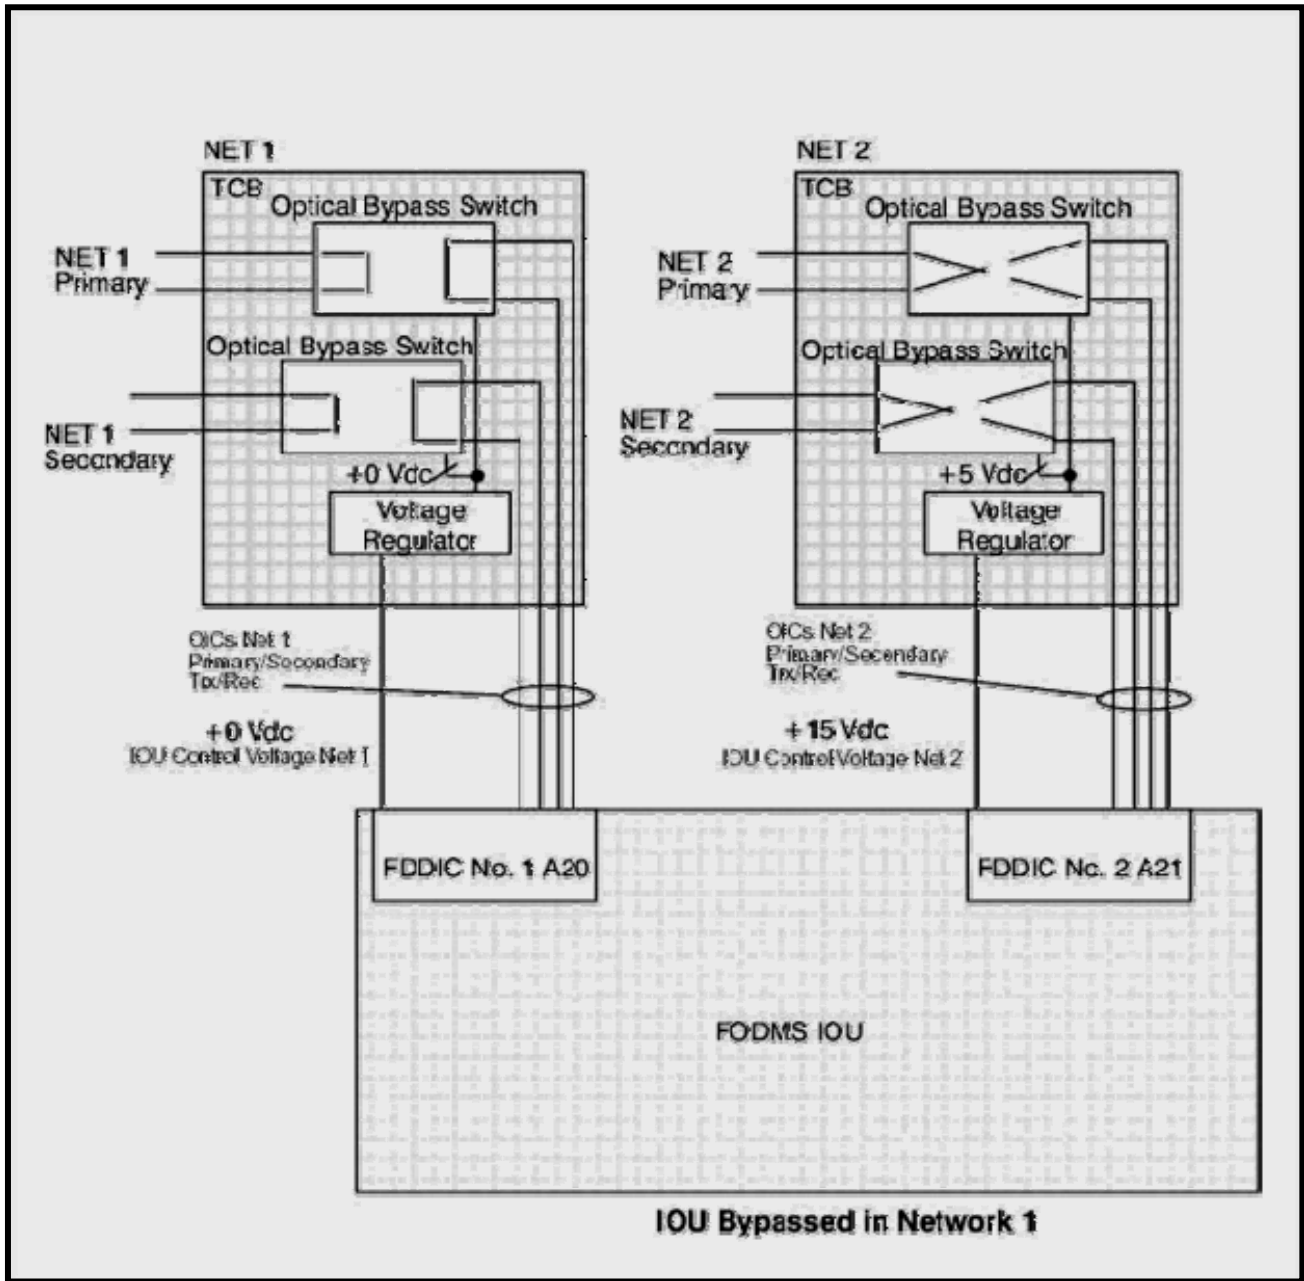 NET 1
TCB
Optical Bypass Switch
NET 1
Primary
Optical Bypass Switch
NET 1
Secondary
+0 Vdc
Voltage
Regulator
OICs Net 1
Primary/Secondary
Trx/Rec
+0 Vdc
IOU Control Voltage Net 1
NET 2
TCB
Optical Bypass Switch
NET 2
Primary
Optical Bypass Switch
NET 2
Secondary
+5 Vdc
Voltage
Regulator
OICs Net 2
Primary/Secondary
Trx/Rec
+15 Vdc
IOU Control Voltage Net 2
FDDIC No. 1 A20
FDDIC No. 2 A21
FODMS IOU
IOU Bypassed in Network 1